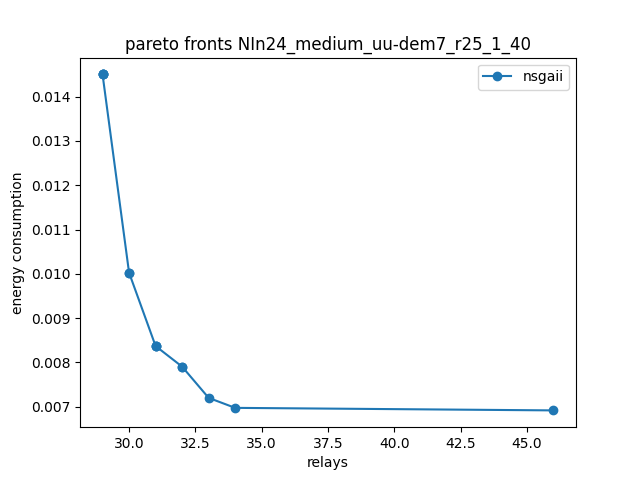 pareto fronts NIn24_medium_uu-dem7_r25_1_40
nsgaii
energy consumption
0.014
0.013
0.012
0.011
0.010
0.009
0.008
0.007
30.0 32.5 35.0 37.5 40.0 42.5 45.0
relays